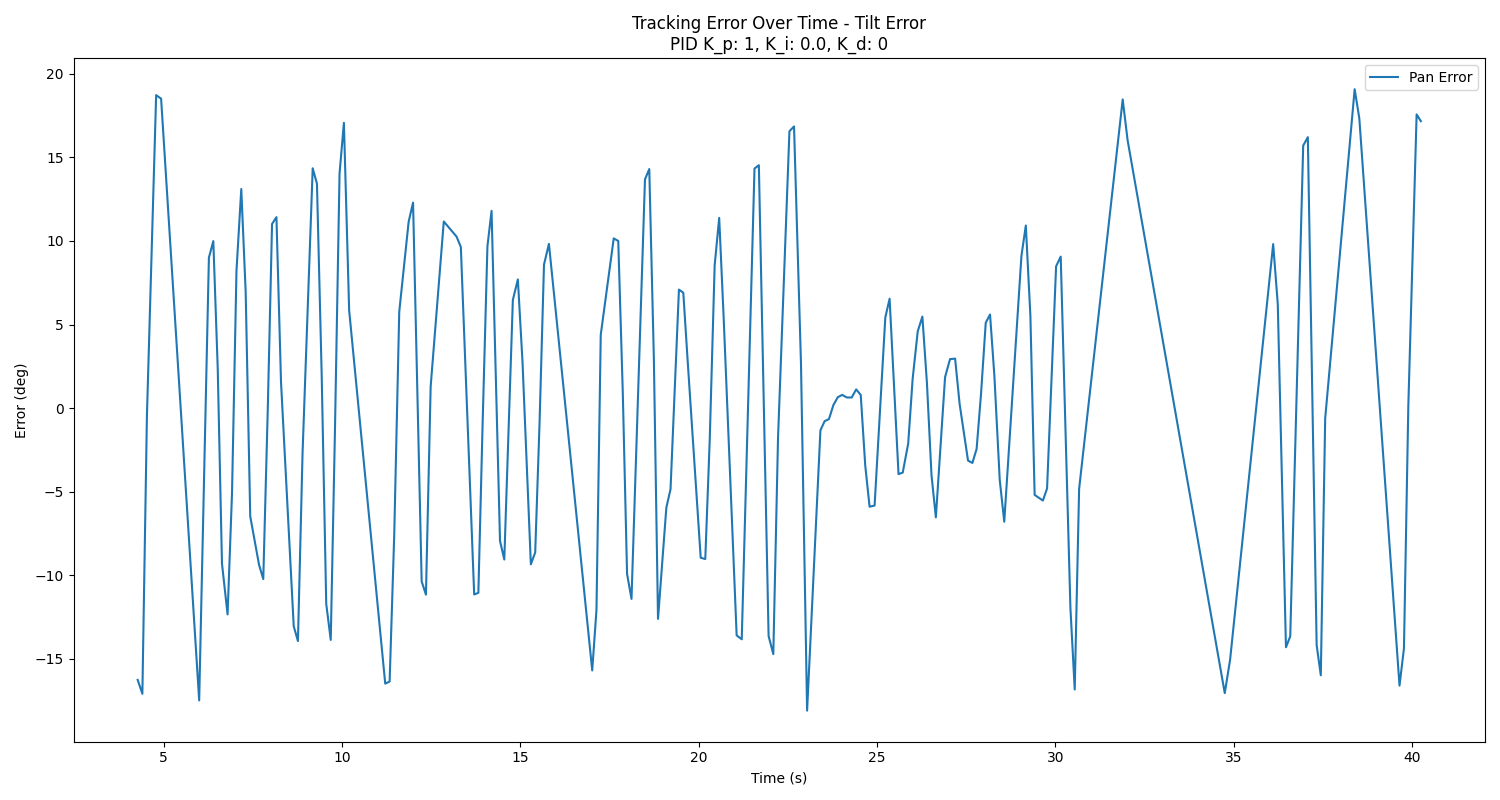 Tracking Error Over Time - Tilt Error
PID K_p: 1, K_i: 0.0, K_d: 0
Pan Error
20
15
10
5
0
−5
−10
−15
Error (deg)
5 10 15 20 25 30 35 40
Time (s)